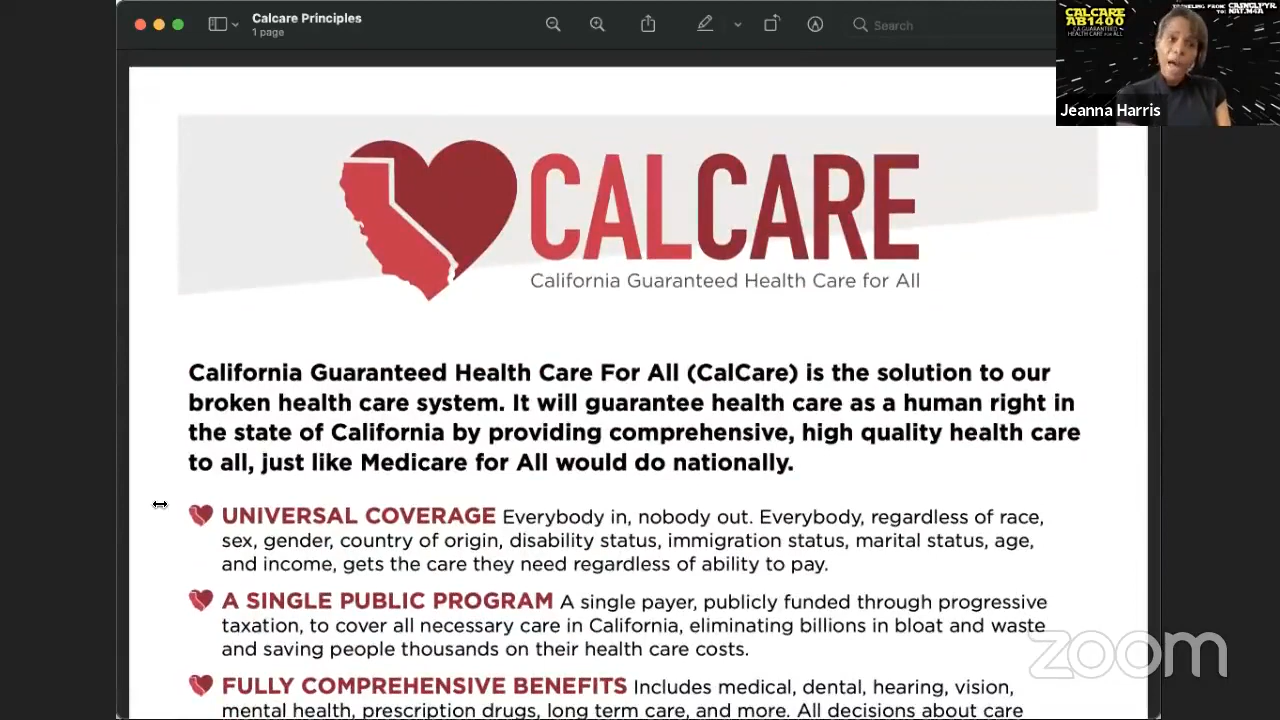 Calcare Principles
1 page
Search
CALCARE
AB1400
CA GUARANTEED
HEALTH CARE FOR ALL
Jeanna Harris
CALCARE
California Guaranteed Health Care for All
California Guaranteed Health Care For All (CalCare) is the solution to our
broken health care system. It will guarantee health care as a human right in
the state of California by providing comprehensive, high quality health care
to all, just like Medicare for All would do nationally.
UNIVERSAL COVERAGE Everybody in, nobody out. Everybody, regardless of race,
sex, gender, country of origin, disability status, immigration status, marital status, age,
and income, gets the care they need regardless of ability to pay.
A SINGLE PUBLIC PROGRAM A single payer, publicly funded through progressive
taxation, to cover all necessary care in California, eliminating billions in bloat and waste
and saving people thousands on their health care costs.
FULLY COMPREHENSIVE BENEFITS Includes medical, dental, hearing, vision,
mental health, prescription drugs, long term care, and more. All decisions about care
zoom